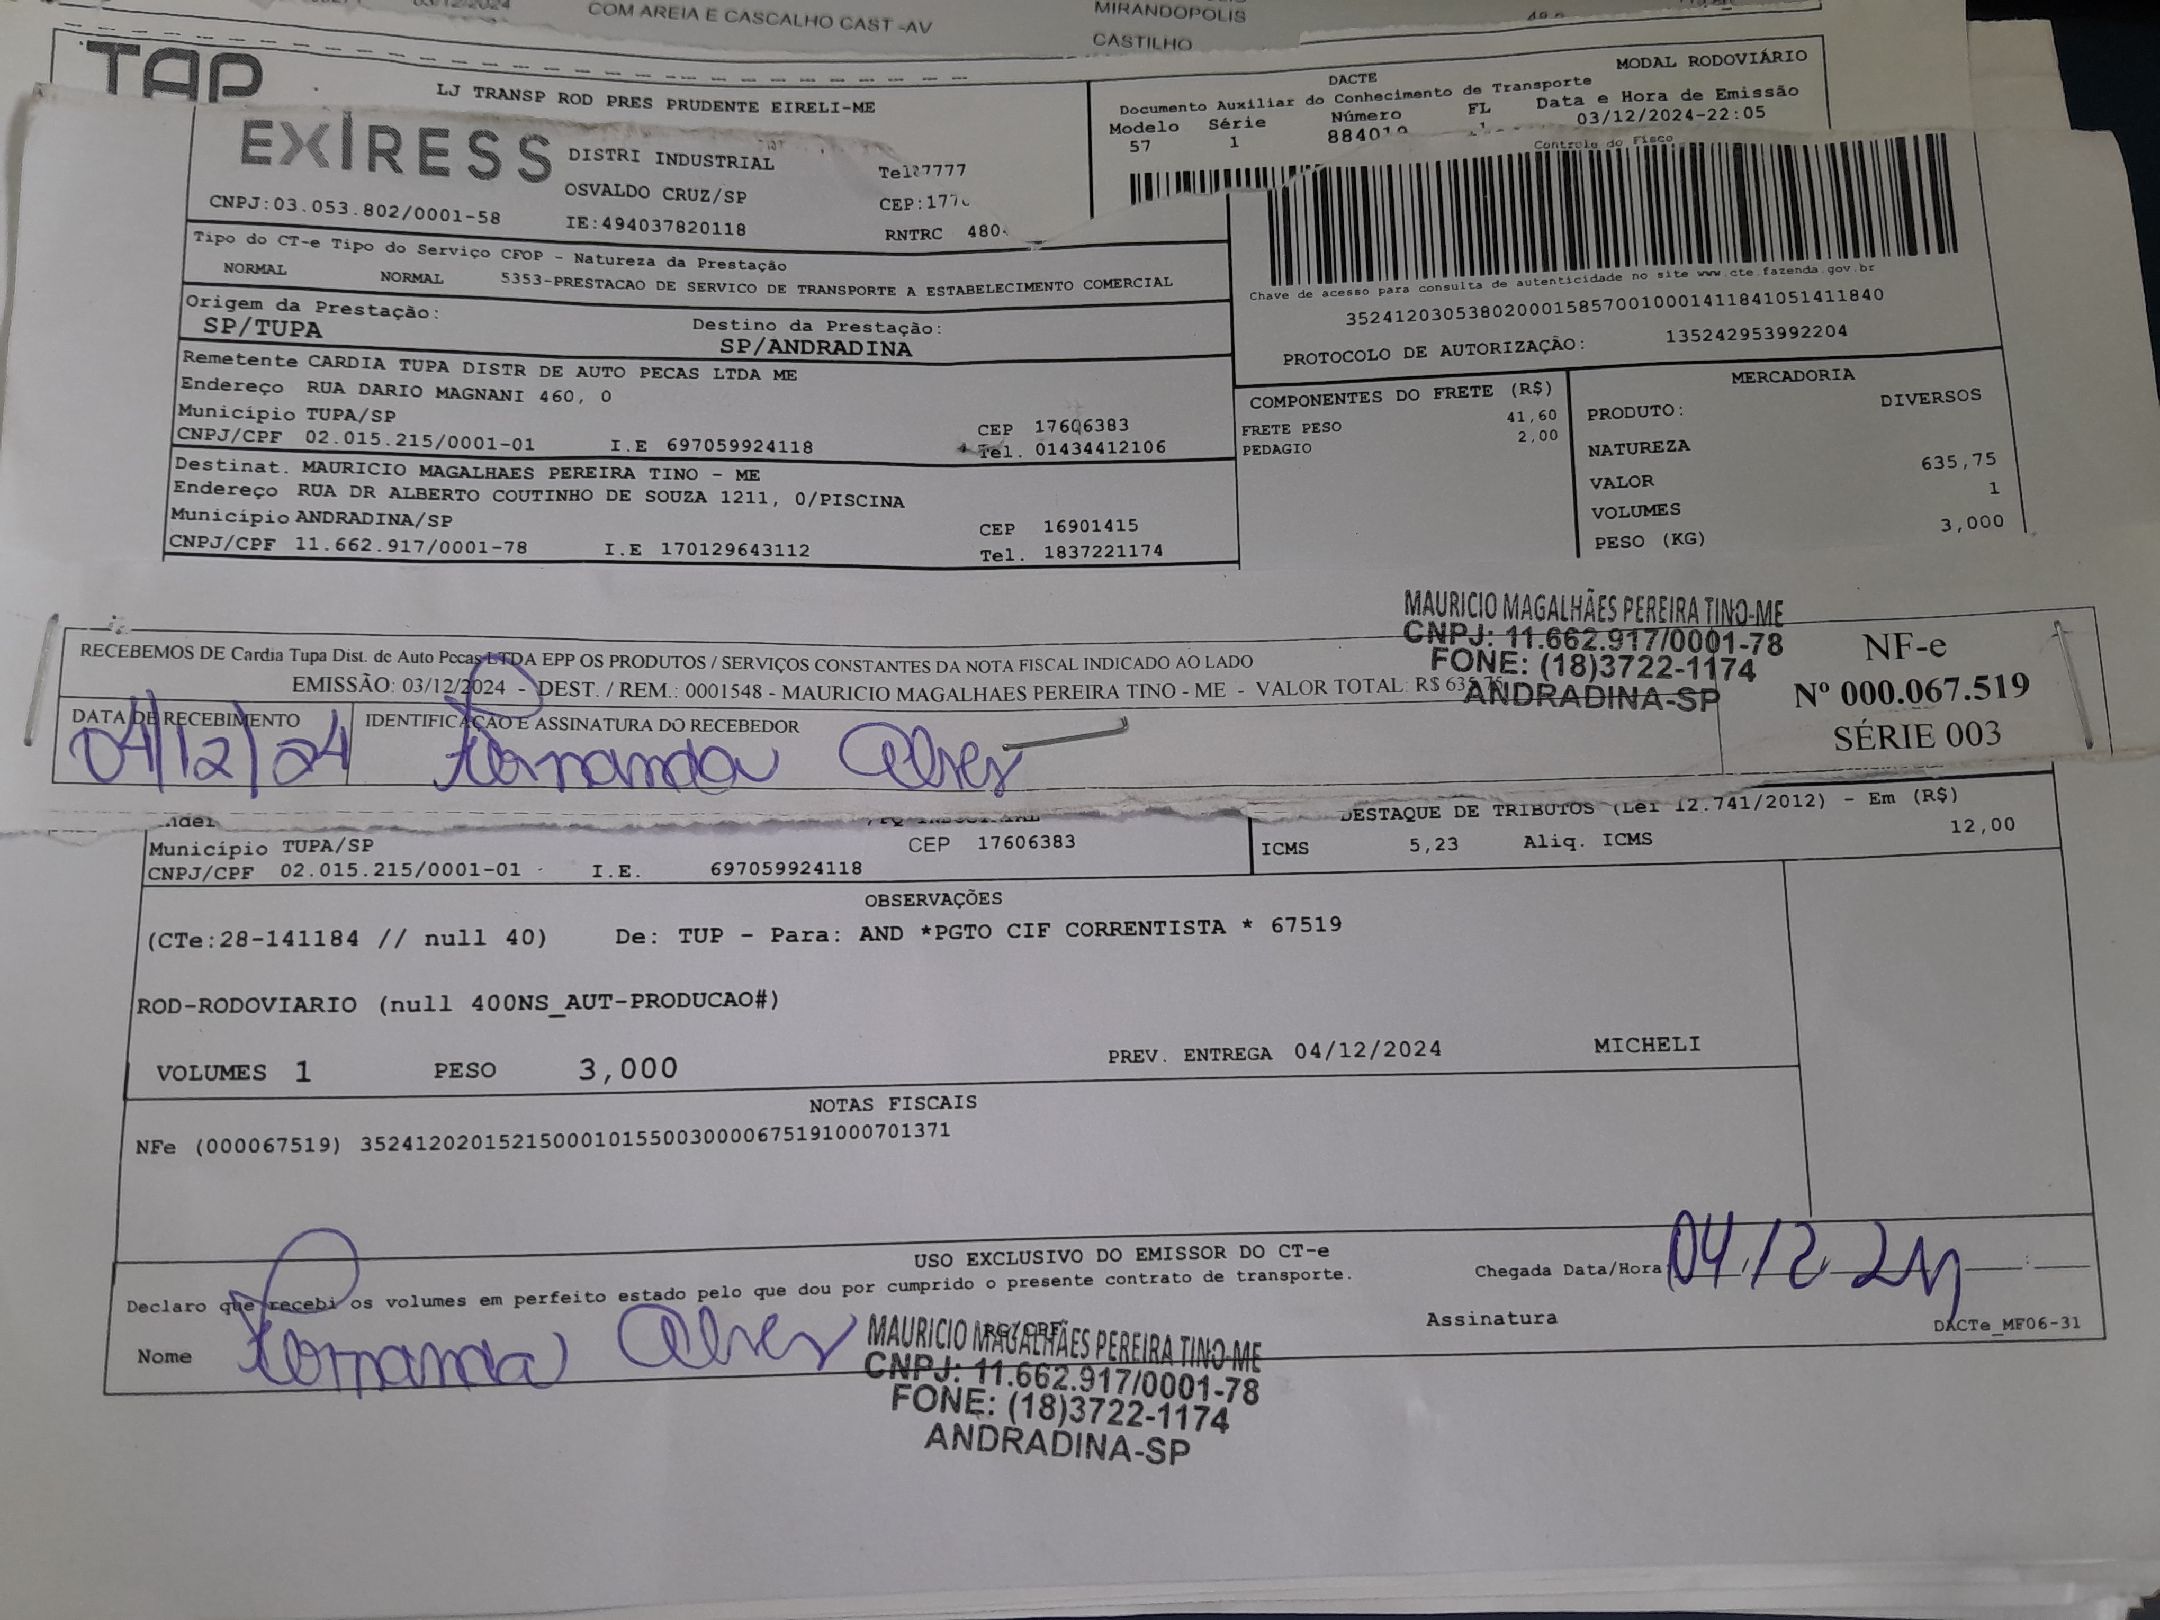 03/12/2024
COM AREIA E CASCALHO CAST -AV
MIRANDOPOLIS
CASTILHO
TAP
LJ TRANSP ROD PRES PRUDENTE EIRELI-ME
DACTE
MODAL RODOVIÁRIO
Documento Auxiliar do Conhecimento de Transporte
Modelo Série Número FL Data e Hora de Emissão
57 1 03/12/2024-22:05
Controle do Fisco
EXPRESS
DISTRI INDUSTRIAL
OSVALDO CRUZ/SP
CNPJ:03.053.802/0001-58 IE:494037820118 RNTRC
Tipo do CT-e Tipo do Serviço CFOP - Natureza da Prestação
NORMAL NORMAL 5353-PRESTACAO DE SERVICO DE TRANSPORTE A ESTABELECIMENTO COMERCIAL
Chave de acesso para consulta de autenticidade no site www.cte.fazenda.gov.br
35241203053802000158570010001411841051411840
PROTOCOLO DE AUTORIZAÇÃO: 135242953992204
Origem da Prestação: Destino da Prestação:
SP/TUPA SP/ANDRADINA
Remetente CARDIA TUPA DISTR DE AUTO PECAS LTDA ME
Endereço RUA DARIO MAGNANI 460, 0
Município TUPA/SP CEP 17606383
CNPJ/CPF 02.015.215/0001-01 I.E 697059924118 Tel. 01434412106
Destinat. MAURICIO MAGALHAES PEREIRA TINO - ME
Endereço RUA DR ALBERTO COUTINHO DE SOUZA 1211, 0/PISCINA
Município ANDRADINA/SP CEP 16901415
CNPJ/CPF 11.662.917/0001-78 I.E 170129643112 Tel. 1837221174
COMPONENTES DO FRETE (R$)
FRETE PESO 41,60
PEDAGIO 2,00
MERCADORIA
PRODUTO: DIVERSOS
NATUREZA
VALOR 635,75
VOLUMES 1
PESO (KG) 3,000
MAURICIO MAGALHÃES PEREIRA TINO-ME
CNPJ: 11.662.917/0001-78
FONE: (18)3722-1174
ANDRADINA-SP
RECEBEMOS DE Cardia Tupa Dist. de Auto Pecas LTDA EPP OS PRODUTOS / SERVIÇOS CONSTANTES DA NOTA FISCAL INDICADO AO LADO
EMISSÃO: 03/12/2024 - DEST. / REM.: 0001548 - MAURICIO MAGALHAES PEREIRA TINO - ME - VALOR TOTAL: R$ 635,75
NF-e
Nº 000.067.519
SÉRIE 003
DATA DE RECEBIMENTO IDENTIFICAÇÃO E ASSINATURA DO RECEBEDOR
04/12/24 Fernanda Alves
DESTAQUE DE TRIBUTOS (Lei 12.741/2012) - Em (R$)
Município TUPA/SP CEP 17606383
CNPJ/CPF 02.015.215/0001-01 I.E. 697059924118
ICMS 5,23 Aliq. ICMS 12,00
OBSERVAÇÕES
(CTe:28-141184 // null 40) De: TUP - Para: AND *PGTO CIF CORRENTISTA * 67519
ROD-RODOVIARIO (null 400NS_AUT-PRODUCAO#)
VOLUMES 1 PESO 3,000 PREV. ENTREGA 04/12/2024 MICHELI
NOTAS FISCAIS
NFe (000067519) 35241202015215000101550030000675191000701371
USO EXCLUSIVO DO EMISSOR DO CT-e
Declaro que recebi os volumes em perfeito estado pelo que dou por cumprido o presente contrato de transporte.
Chegada Data/Hora 04/12 24
Nome Fernanda Alves RG/CPF Assinatura
DACTe_MF06-31
MAURICIO MAGALHÃES PEREIRA TINO-ME
CNPJ: 11.662.917/0001-78
FONE: (18)3722-1174
ANDRADINA-SP